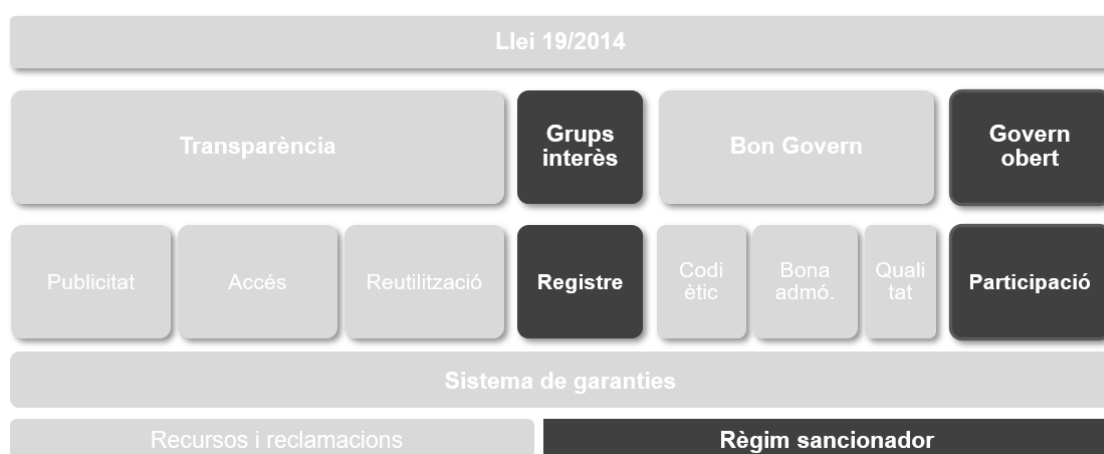 Llei 19/2014
Transparència
Grups
interès
Bon Govern
Govern
obert
Publicitat
Accés
Reutilització
Registre
Codi
ètic
Bona
admó.
Quali
tat
Participació
Sistema de garanties
Recursos i reclamacions
Règim sancionador